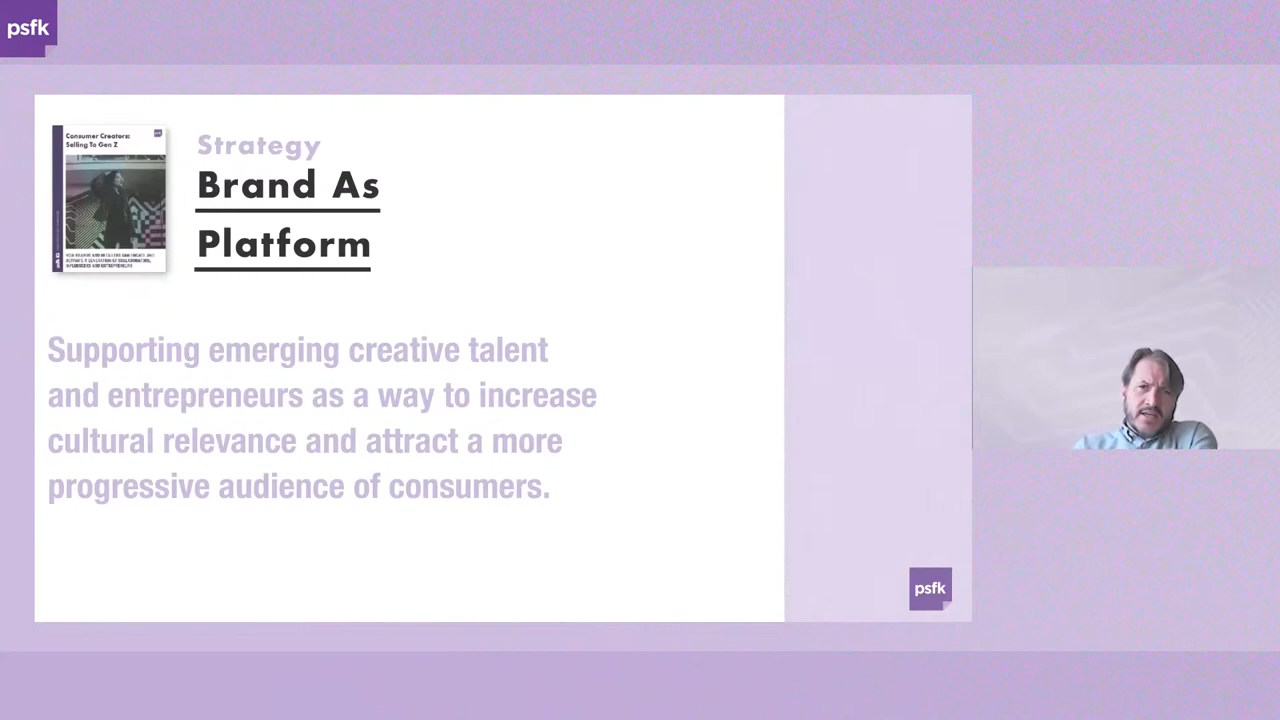 psfk
Consumer Creators:
Selling To Gen Z
Strategy
Brand As
Platform
Supporting emerging creative talent
and entrepreneurs as a way to increase
cultural relevance and attract a more
progressive audience of consumers.
psfk